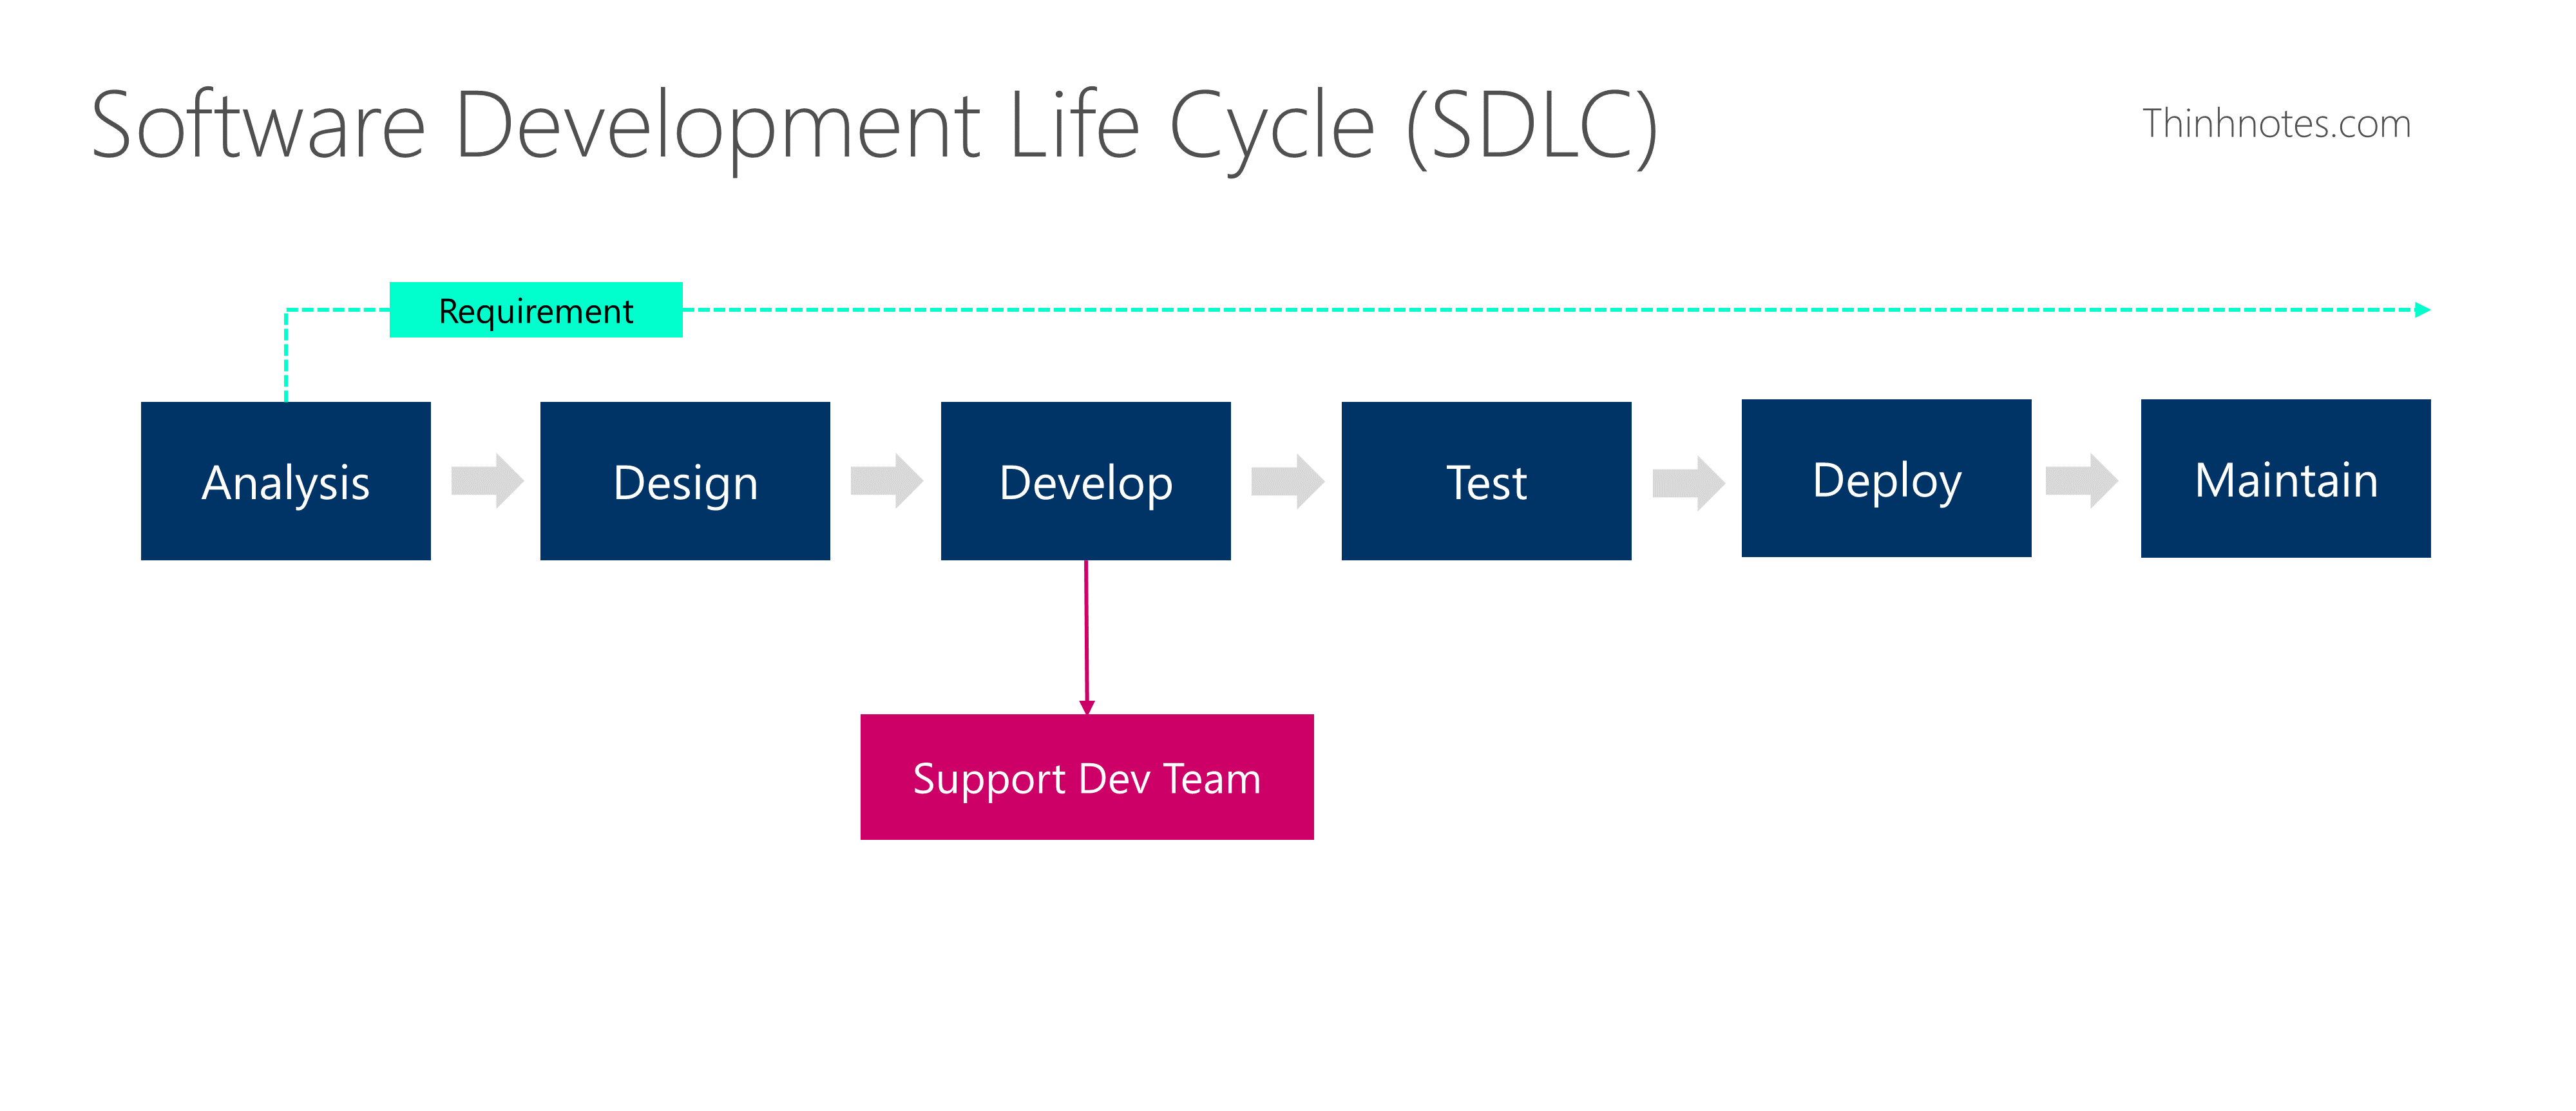 Software Development Life Cycle (SDLC)
Thinhnotes.com
Requirement
Analysis
Design
Develop
Test
Deploy
Maintain
Support Dev Team